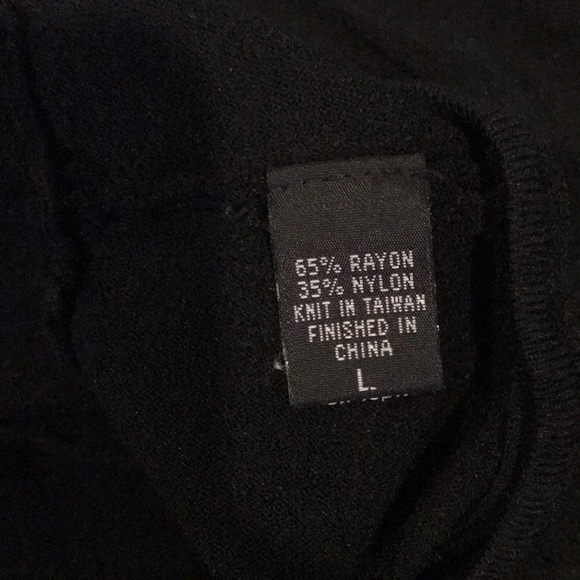 65% RAYON
35% NYLON
KNIT IN TAIWAN
FINISHED IN
CHINA
L